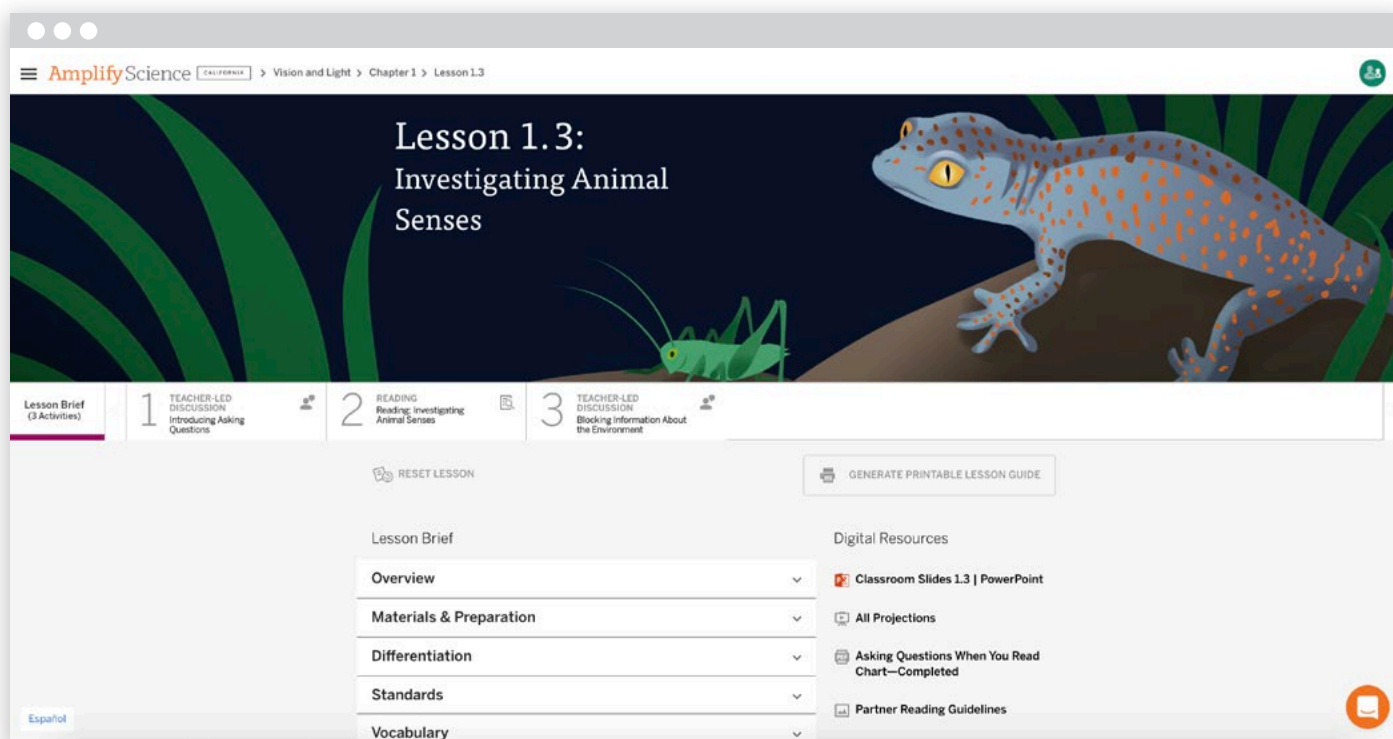 AmplifyScience CALIFORNIA > Vision and Light > Chapter 1 > Lesson 1.3
Lesson 1.3:
Investigating Animal
Senses
Lesson Brief
(3 Activities)
1
TEACHER-LED
DISCUSSION
Introducing Asking
Questions
2
READING
Reading: Investigating
Animal Senses
3
TEACHER-LED
DISCUSSION
Blocking Information About
the Environment
RESET LESSON
GENERATE PRINTABLE LESSON GUIDE
Lesson Brief
Overview
Materials & Preparation
Differentiation
Standards
Vocabulary
Digital Resources
Classroom Slides 1.3 | PowerPoint
All Projections
Asking Questions When You Read
Chart—Completed
Partner Reading Guidelines
Español